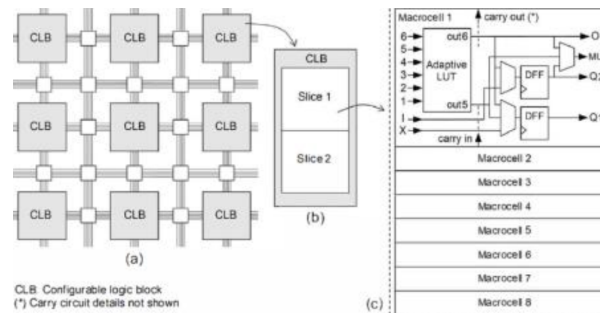 CLB CLB CLB
CLB CLB CLB
CLB CLB CLB
(a)
CLB
Slice 1
Slice 2
(b)
CLB. Configurable logic block
(*) Carry circuit details not shown
(c)
Macrocell 1
carry out (*)
6
5
4
3
2
1
I
X
out6
Adaptive
LUT
out5
carry in
DFF
DFF
O
MU
Q2
Macrocell 2
Macrocell 3
Macrocell 4
Macrocell 5
Macrocell 6
Macrocell 7
Macrocell 8